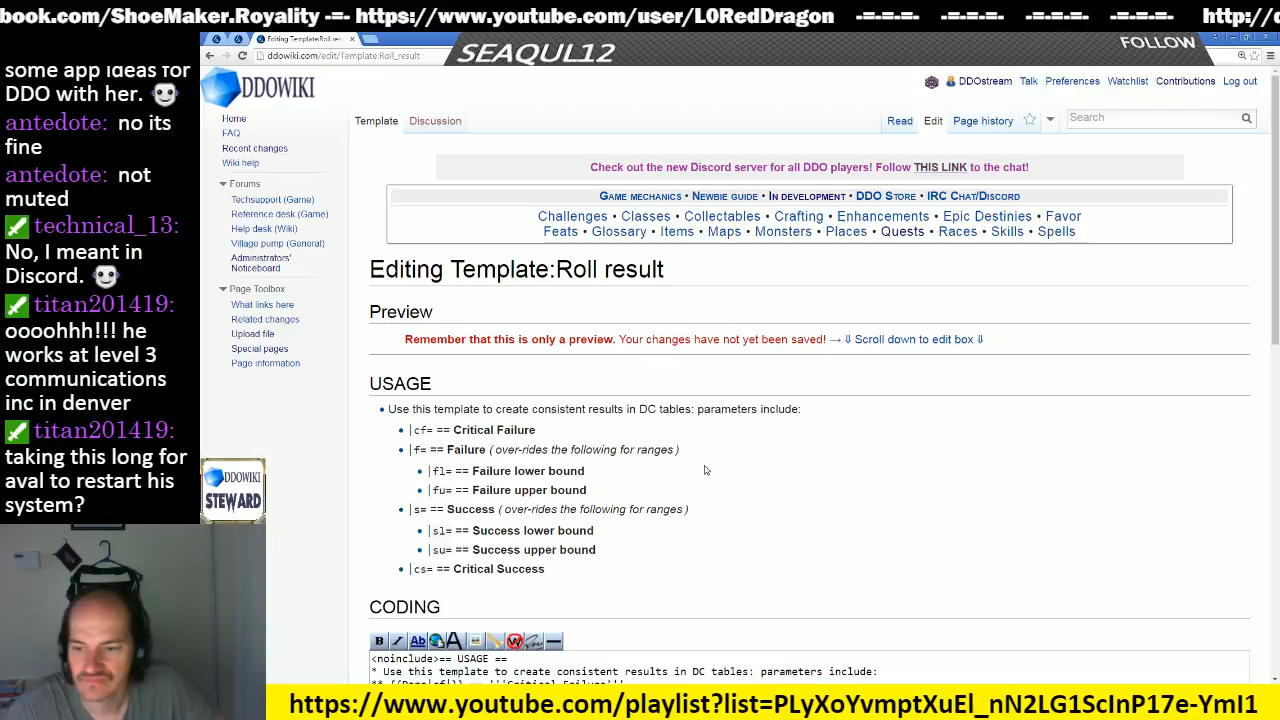 book.com/ShoeMaker.Royality -=- https://www.youtube.com/user/L0RedDragon -=-=-=- -=-=-=- -=-=-=- -=-=-=- http://
Editing Template:Roll result
ddowiki.com/edit/Template:Roll_result
SEAQUL12
FOLLOW
some app ideas for
DDO with her.
antedote: no its
fine
antedote: not
muted
technical_13:
No, I meant in
Discord.
titan201419:
oooohhh!!! he
works at level 3
communications
inc in denver
titan201419:
taking this long for
aval to restart his
system?
DDOWIKI
Home
FAQ
Recent changes
Wiki help
Forums
Techsupport (Game)
Reference desk (Game)
Help desk (Wiki)
Village pump (General)
Administrators'
Noticeboard
Page Toolbox
What links here
Related changes
Upload file
Special pages
Page information
DDOWIKI
STEWARD
DDOstream Talk Preferences Watchlist Contributions Log out
Template Discussion Read Edit Page history Search
Check out the new Discord server for all DDO players! Follow THIS LINK to the chat!
Game mechanics • Newbie guide • In development • DDO Store • IRC Chat/Discord
Challenges • Classes • Collectables • Crafting • Enhancements • Epic Destinies • Favor
Feats • Glossary • Items • Maps • Monsters • Places • Quests • Races • Skills • Spells
Editing Template:Roll result
Preview
Remember that this is only a preview. Your changes have not yet been saved! → ⇓ Scroll down to edit box ⇓
USAGE
• Use this template to create consistent results in DC tables: parameters include:
• |cf= == Critical Failure
• |f= == Failure (over-rides the following for ranges)
• |fl= == Failure lower bound
• |fu= == Failure upper bound
• |s= == Success (over-rides the following for ranges)
• |sl= == Success lower bound
• |su= == Success upper bound
• |cs= == Critical Success
CODING
B I Ab A W
<noinclude>== USAGE ==
* Use this template to create consistent results in DC tables: parameters include:
https://www.youtube.com/playlist?list=PLyXoYvmptXuEl_nN2LG1ScInP17e-YmI1